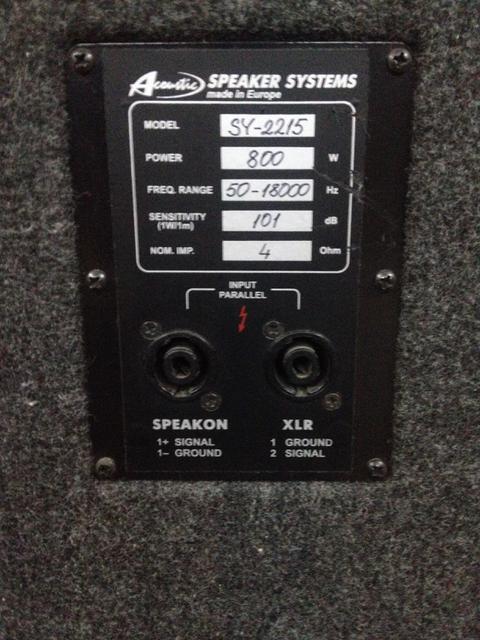 Acoustic SPEAKER SYSTEMS
made in Europe
MODEL SY-2215
POWER 800 W
FREQ. RANGE 50-18000 Hz
SENSITIVITY (1W/1m) 101 dB
NOM. IMP. 4 Ohm
INPUT
PARALLEL
SPEAKON
1+ SIGNAL
1– GROUND
XLR
1 GROUND
2 SIGNAL